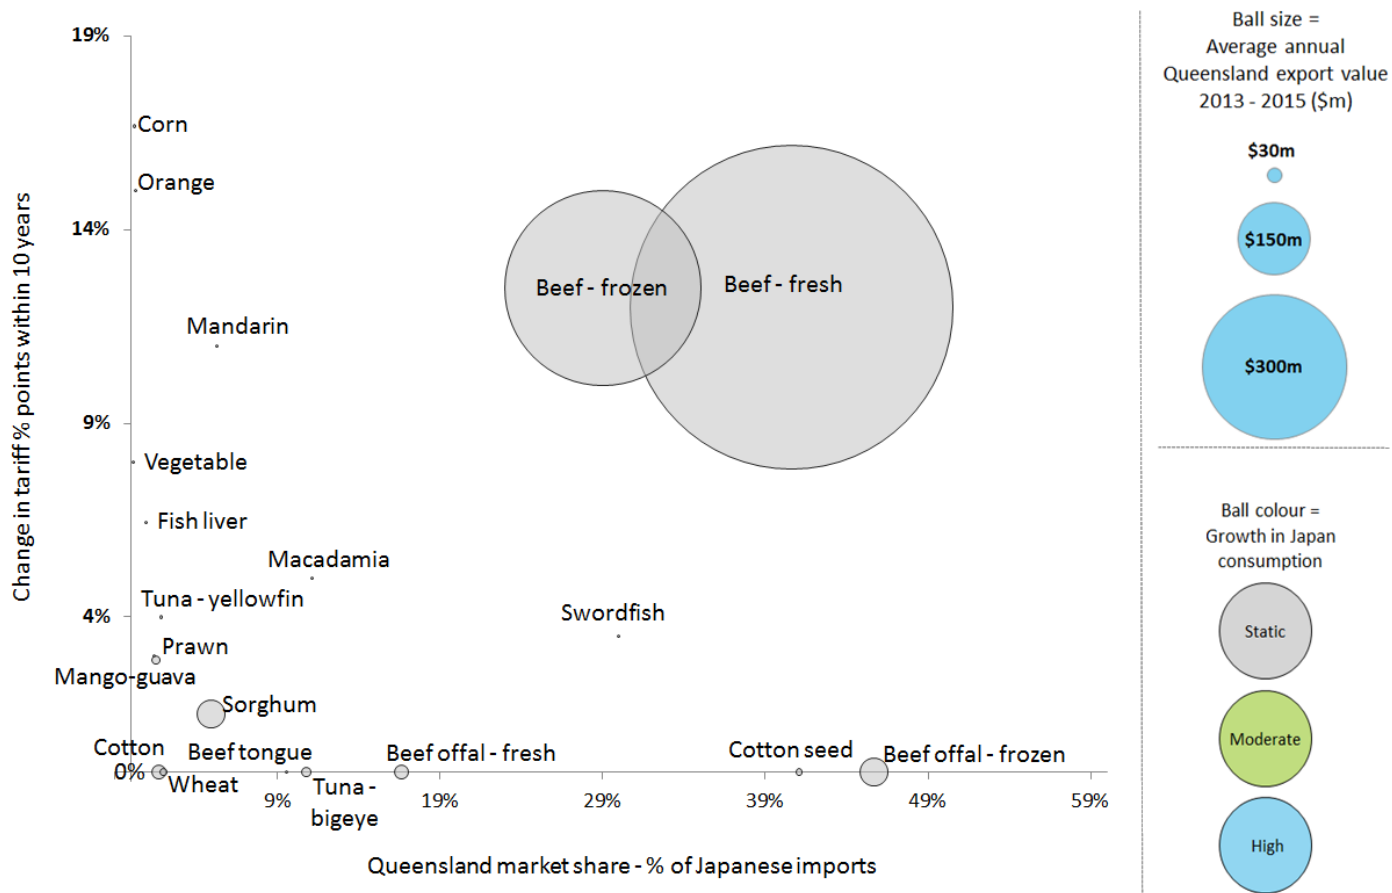 19%
14%
9%
4%
0%
Change in tariff % points within 10 years
Corn
Orange
Mandarin
Vegetable
Fish liver
Macadamia
Tuna - yellowfin
Swordfish
Prawn
Mango-guava
Sorghum
Cotton
Wheat
Beef tongue
Tuna -
bigeye
Beef offal - fresh
Cotton seed
Beef offal - frozen
Beef - frozen
Beef - fresh
9%
19%
29%
39%
49%
59%
Queensland market share - % of Japanese imports
Ball size =
Average annual
Queensland export value
2013 - 2015 ($m)
$30m
$150m
$300m
Ball colour =
Growth in Japan
consumption
Static
Moderate
High